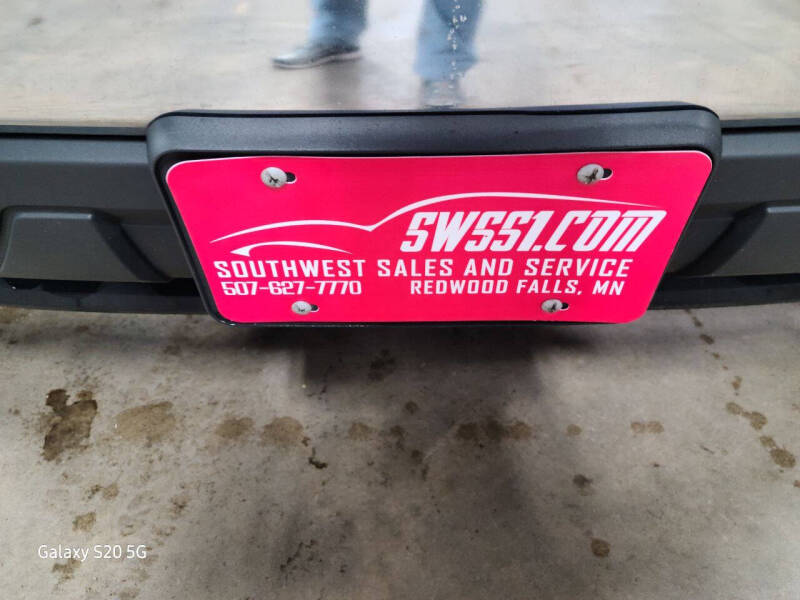 SWSS1.COM
SOUTHWEST SALES AND SERVICE
507-627-7770 REDWOOD FALLS, MN
Galaxy S20 5G